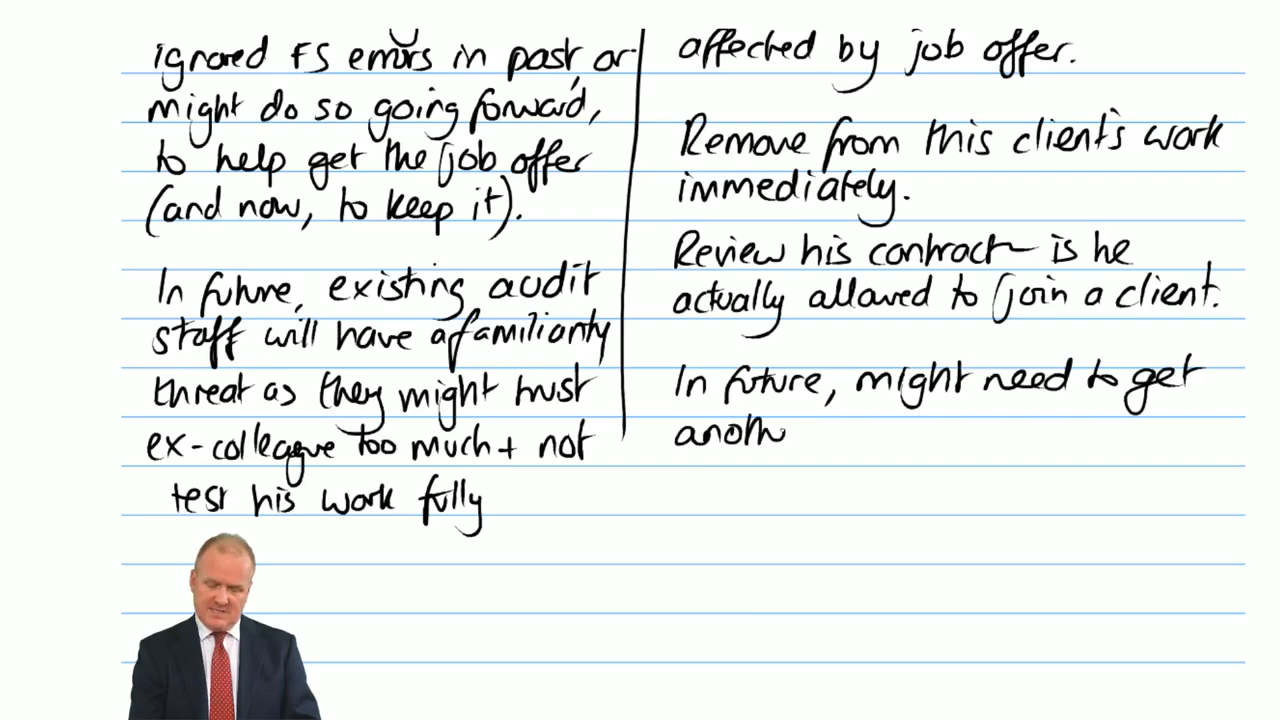 ignored FS errors in past, or
might do so going forward,
to help get the job offer
(and now, to keep it).
In future, existing audit
staff will have a familiarity
threat as they might trust
ex-colleague too much + not
test his work fully
affected by job offer.
Remove from this client's work
immediately.
Review his contract - is he
actually allowed to join a client.
In future, might need to get
anoth